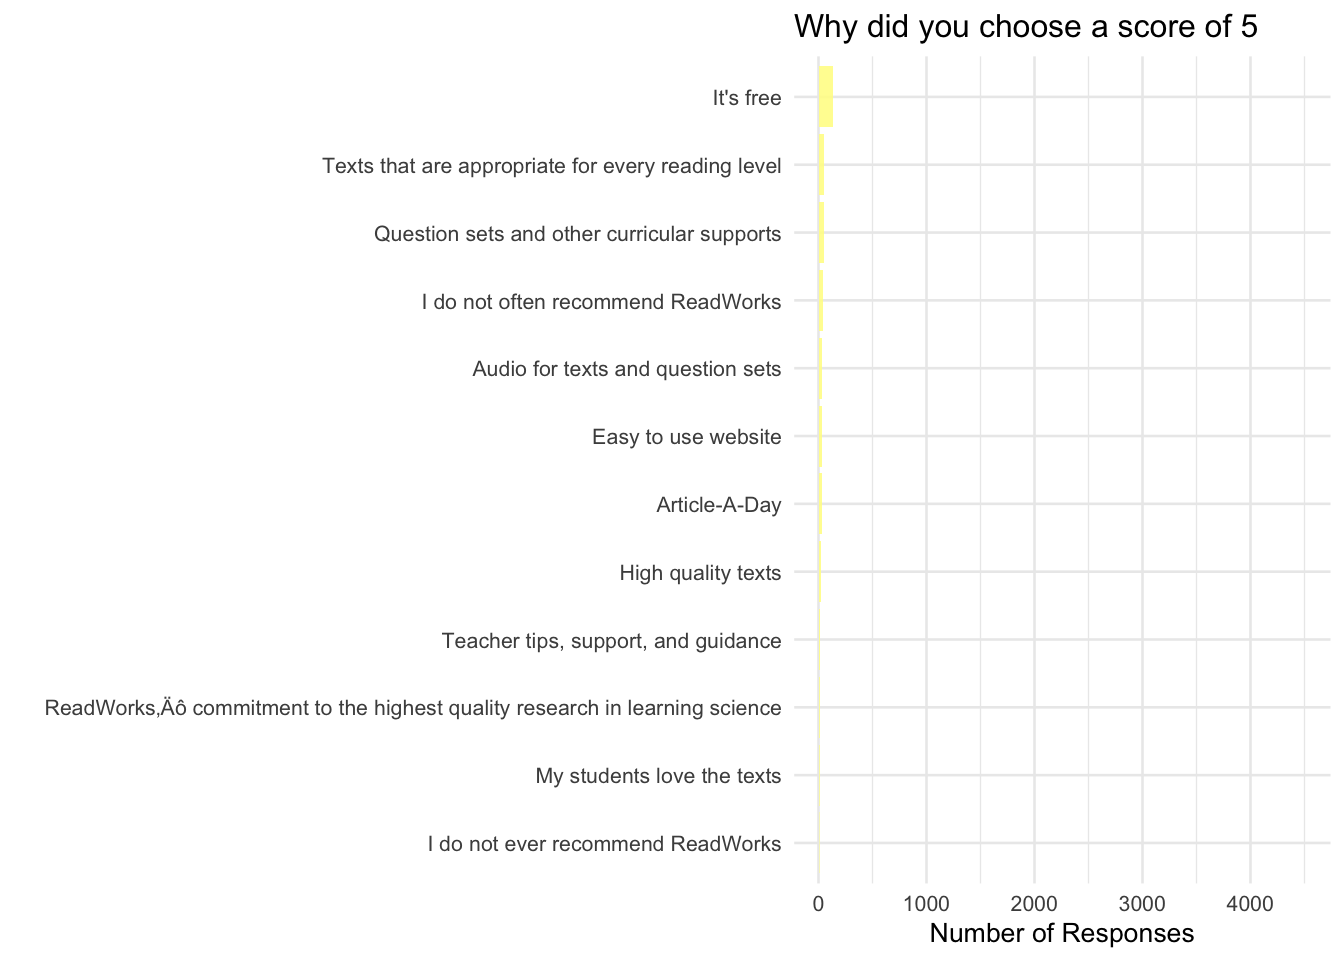 Why did you choose a score of 5
It's free
Texts that are appropriate for every reading level
Question sets and other curricular supports
I do not often recommend ReadWorks
Audio for texts and question sets
Easy to use website
Article-A-Day
High quality texts
Teacher tips, support, and guidance
ReadWorks‚Äô commitment to the highest quality research in learning science
My students love the texts
I do not ever recommend ReadWorks
0 1000 2000 3000 4000
Number of Responses